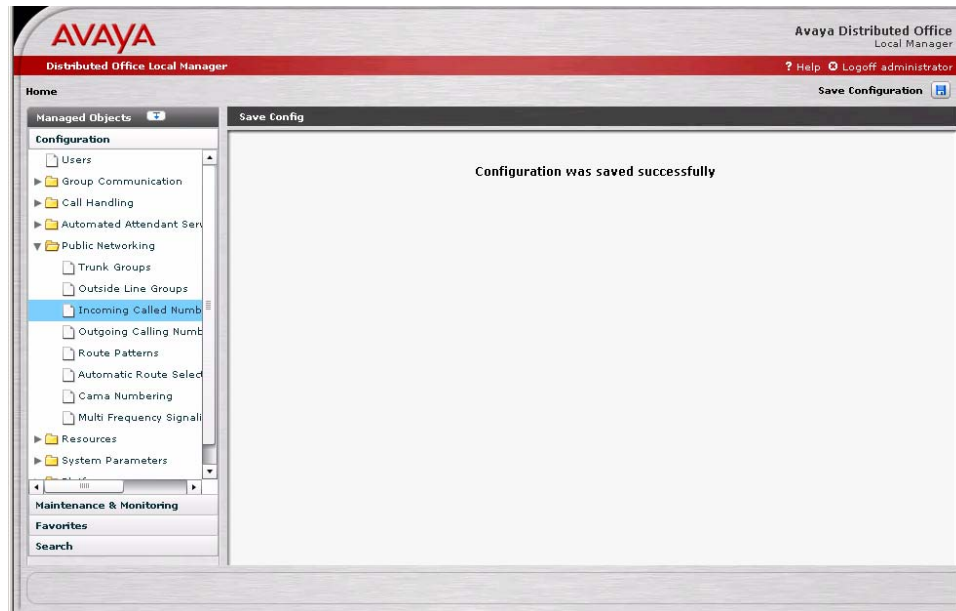 AVAYA
Avaya Distributed Office
Local Manager
Distributed Office Local Manager
? Help Logoff administrator
Home
Save Configuration
Managed Objects
Save Config
Configuration
Configuration was saved successfully
Users
Group Communication
Call Handling
Automated Attendant Serv
Public Networking
Trunk Groups
Outside Line Groups
Incoming Called Numb
Outgoing Calling Numb
Route Patterns
Automatic Route Select
Cama Numbering
Multi Frequency Signali
Resources
System Parameters
Maintenance & Monitoring
Favorites
Search